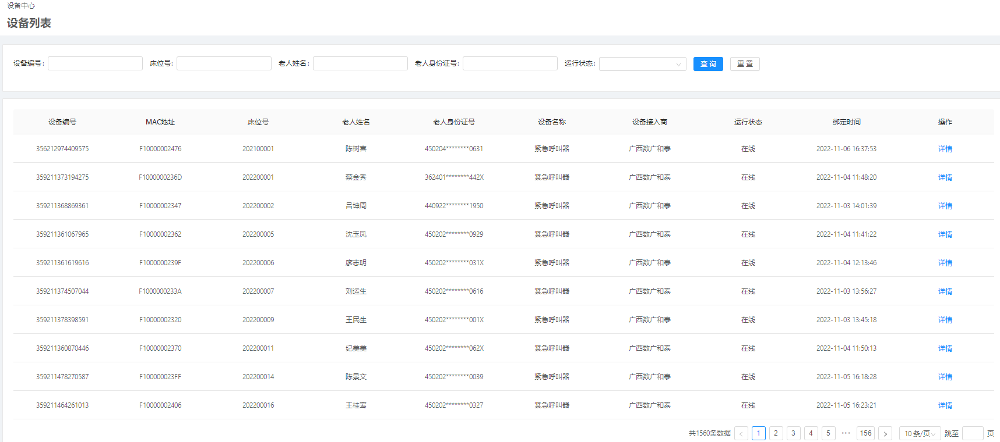 设备中心
设备列表
设备编号: 床位号: 老人姓名: 老人身份证号: 运行状态: 查 询 重 置
设备编号 MAC地址 床位号 老人姓名 老人身份证号 设备名称 设备接入商 运行状态 绑定时间 操作
356212974409575 F10000002476 202100001 陈树喜 450204********0631 紧急呼叫器 广西数广和泰 在线 2022-11-06 16:37:53 详情
359211373194275 F1000000236D 202200001 蔡金秀 362401********442X 紧急呼叫器 广西数广和泰 在线 2022-11-04 11:48:20 详情
359211368869361 F10000002347 202200002 吕坤周 440922********1950 紧急呼叫器 广西数广和泰 在线 2022-11-03 14:01:39 详情
359211361067965 F10000002362 202200005 沈玉凤 450202********0929 紧急呼叫器 广西数广和泰 在线 2022-11-04 11:41:22 详情
359211361619616 F1000000239F 202200006 廖志明 450202********031X 紧急呼叫器 广西数广和泰 在线 2022-11-04 12:13:46 详情
359211374507044 F1000000233A 202200007 刘运生 450202********0616 紧急呼叫器 广西数广和泰 在线 2022-11-03 13:56:27 详情
359211378398591 F10000002320 202200009 王民生 450202********001X 紧急呼叫器 广西数广和泰 在线 2022-11-03 13:45:18 详情
359211360870446 F10000002370 202200011 纪美美 450202********062X 紧急呼叫器 广西数广和泰 在线 2022-11-04 11:50:13 详情
359211478270587 F100000023FF 202200014 陈景文 450202********0039 紧急呼叫器 广西数广和泰 在线 2022-11-05 16:18:28 详情
359211464261013 F10000002406 202200016 王桂鸾 450202********0327 紧急呼叫器 广西数广和泰 在线 2022-11-05 16:23:21 详情
共1560条数据 < 1 2 3 4 5 ••• 156 > 10 条/页 跳至 页